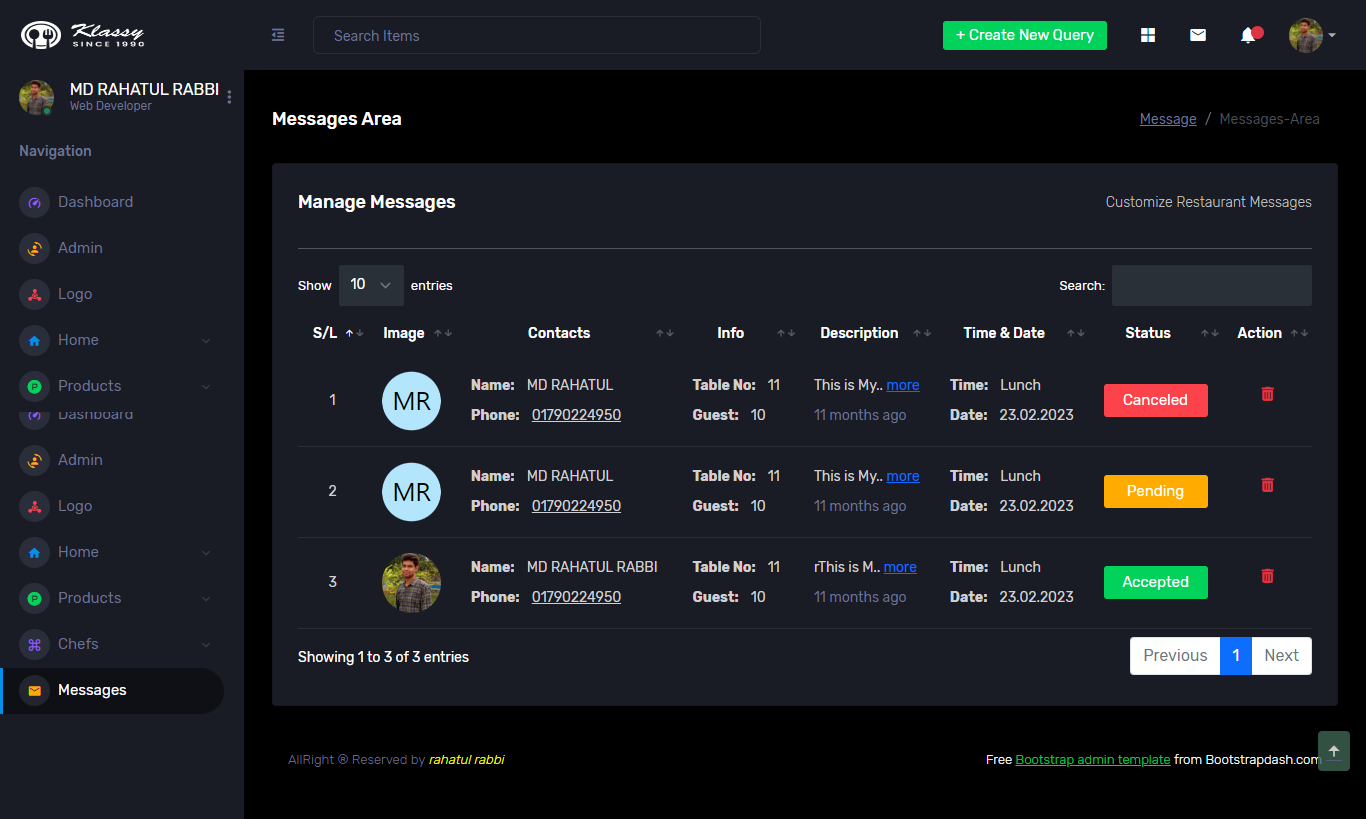 Klassy
SINCE 1990
Search Items
+ Create New Query
MD RAHATUL RABBI
Web Developer
Navigation
Dashboard
Admin
Logo
Home
Products
Dashboard
Admin
Logo
Home
Products
Chefs
Messages
Messages Area
Message / Messages-Area
Manage Messages
Customize Restaurant Messages
Show 10 entries
Search:
S/L Image Contacts Info Description Time & Date Status Action
1 MR Name: MD RAHATUL Table No: 11 This is My.. more Time: Lunch Canceled
Phone: 01790224950 Guest: 10 11 months ago Date: 23.02.2023
2 MR Name: MD RAHATUL Table No: 11 This is My.. more Time: Lunch Pending
Phone: 01790224950 Guest: 10 11 months ago Date: 23.02.2023
3 Name: MD RAHATUL RABBI Table No: 11 rThis is M.. more Time: Lunch Accepted
Phone: 01790224950 Guest: 10 11 months ago Date: 23.02.2023
Showing 1 to 3 of 3 entries
Previous 1 Next
AllRight ® Reserved by rahatul rabbi
Free Bootstrap admin template from Bootstrapdash.com